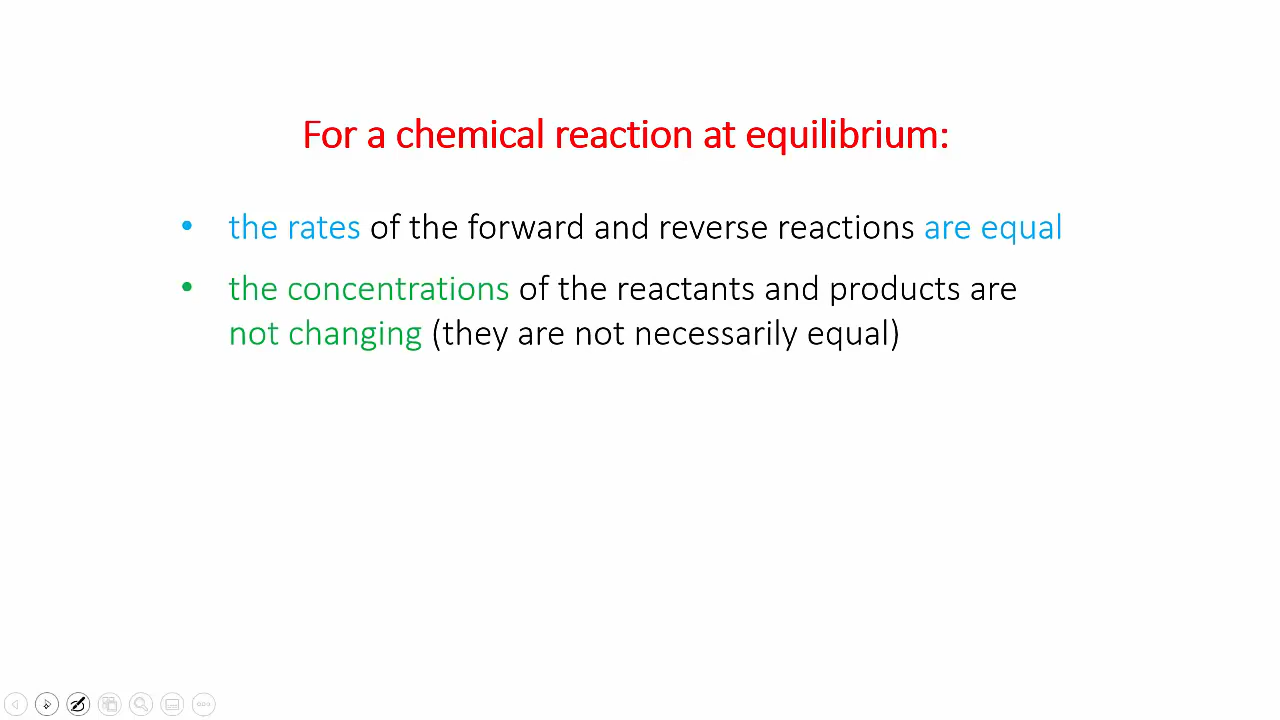 For a chemical reaction at equilibrium:
• the rates of the forward and reverse reactions are equal
• the concentrations of the reactants and products are
not changing (they are not necessarily equal)